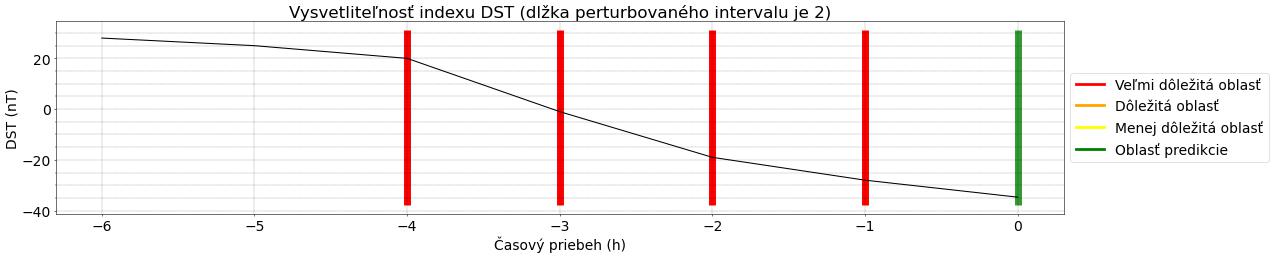 Vysvetliteľnosť indexu DST (dlžka perturbovaného intervalu je 2)
DST (nT)
20
0
−20
−40
−6
−5
−4
−3
−2
−1
0
Časový priebeh (h)
Veľmi dôležitá oblasť
Dôležitá oblasť
Menej dôležitá oblasť
Oblasť predikcie